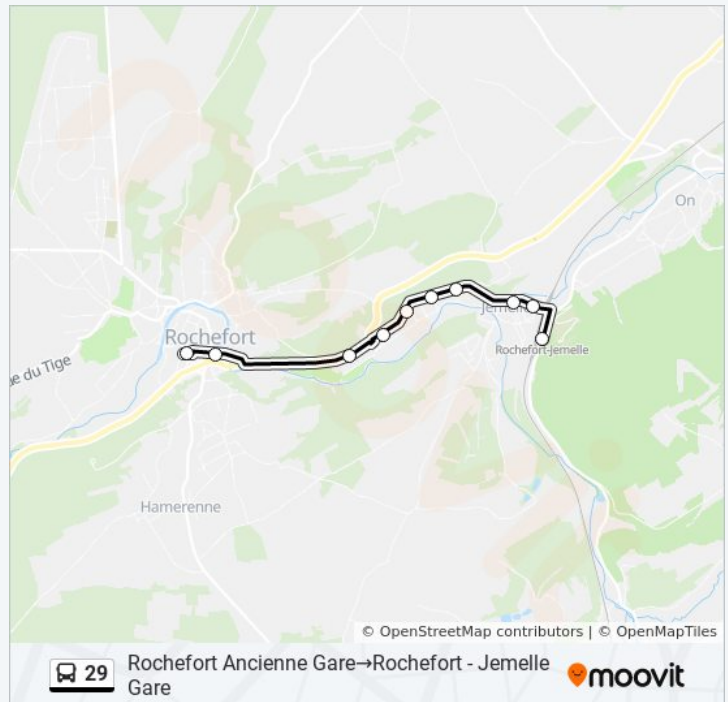 On
Jemelle
Rochefort
Rochefort-Jemelle
ue du Tige
Hamerenne
© OpenStreetMap contributors | © OpenMapTiles
29
Rochefort Ancienne Gare→Rochefort - Jemelle
Gare
moovit